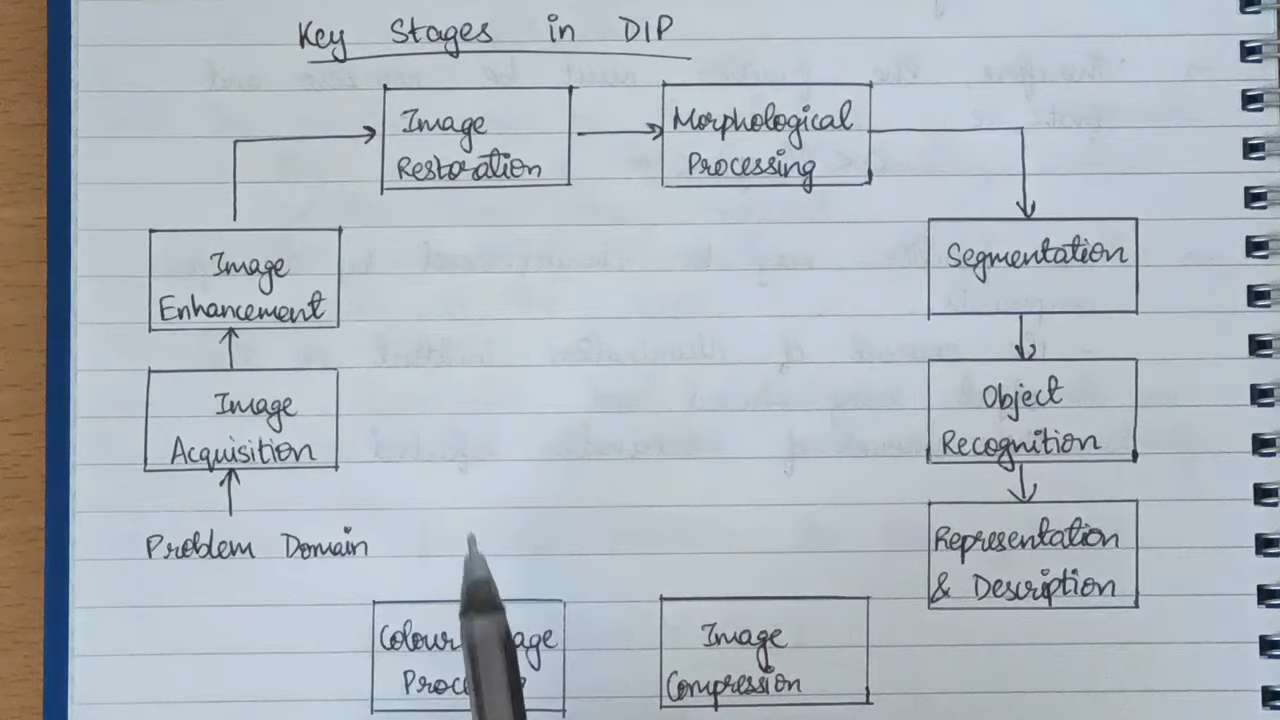 Key Stages in DIP
Image
Restoration
Morphological
Processing
Image
Enhancement
Segmentation
Image
Acquisition
Object
Recognition
Problem Domain
Representation
& Description
Colour
Image
Compression